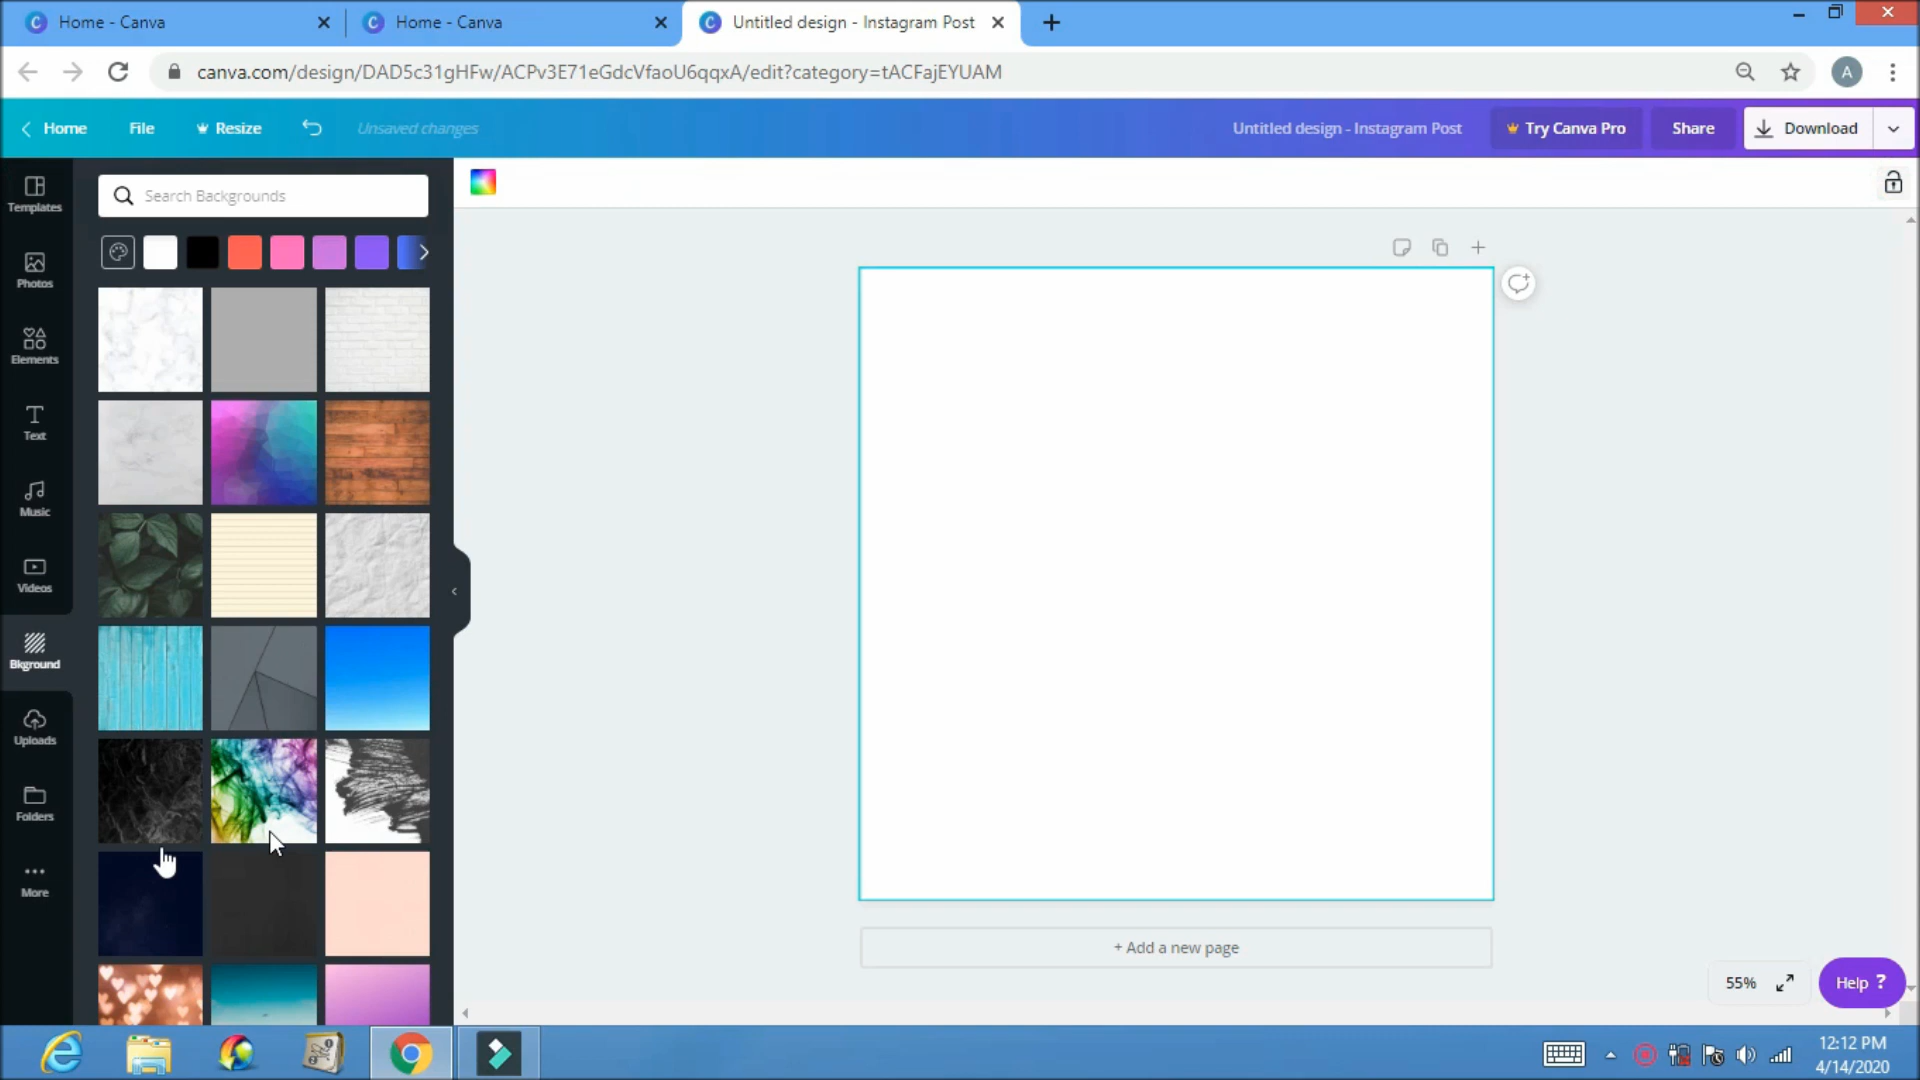 Home - Canva
Home - Canva
Untitled design - Instagram Post
canva.com/design/DAD5c31gHFw/ACPv3E71eGdcVfaoU6qqxA/edit?category=tACFajEYUAM
A
Home
File
Resize
Unsaved changes
Untitled design - Instagram Post
Try Canva Pro
Share
Download
Templates
Search Backgrounds
Photos
Elements
Text
Music
Videos
Bkground
Uploads
Folders
More
+ Add a new page
55%
Help ?
12:12 PM
4/14/2020